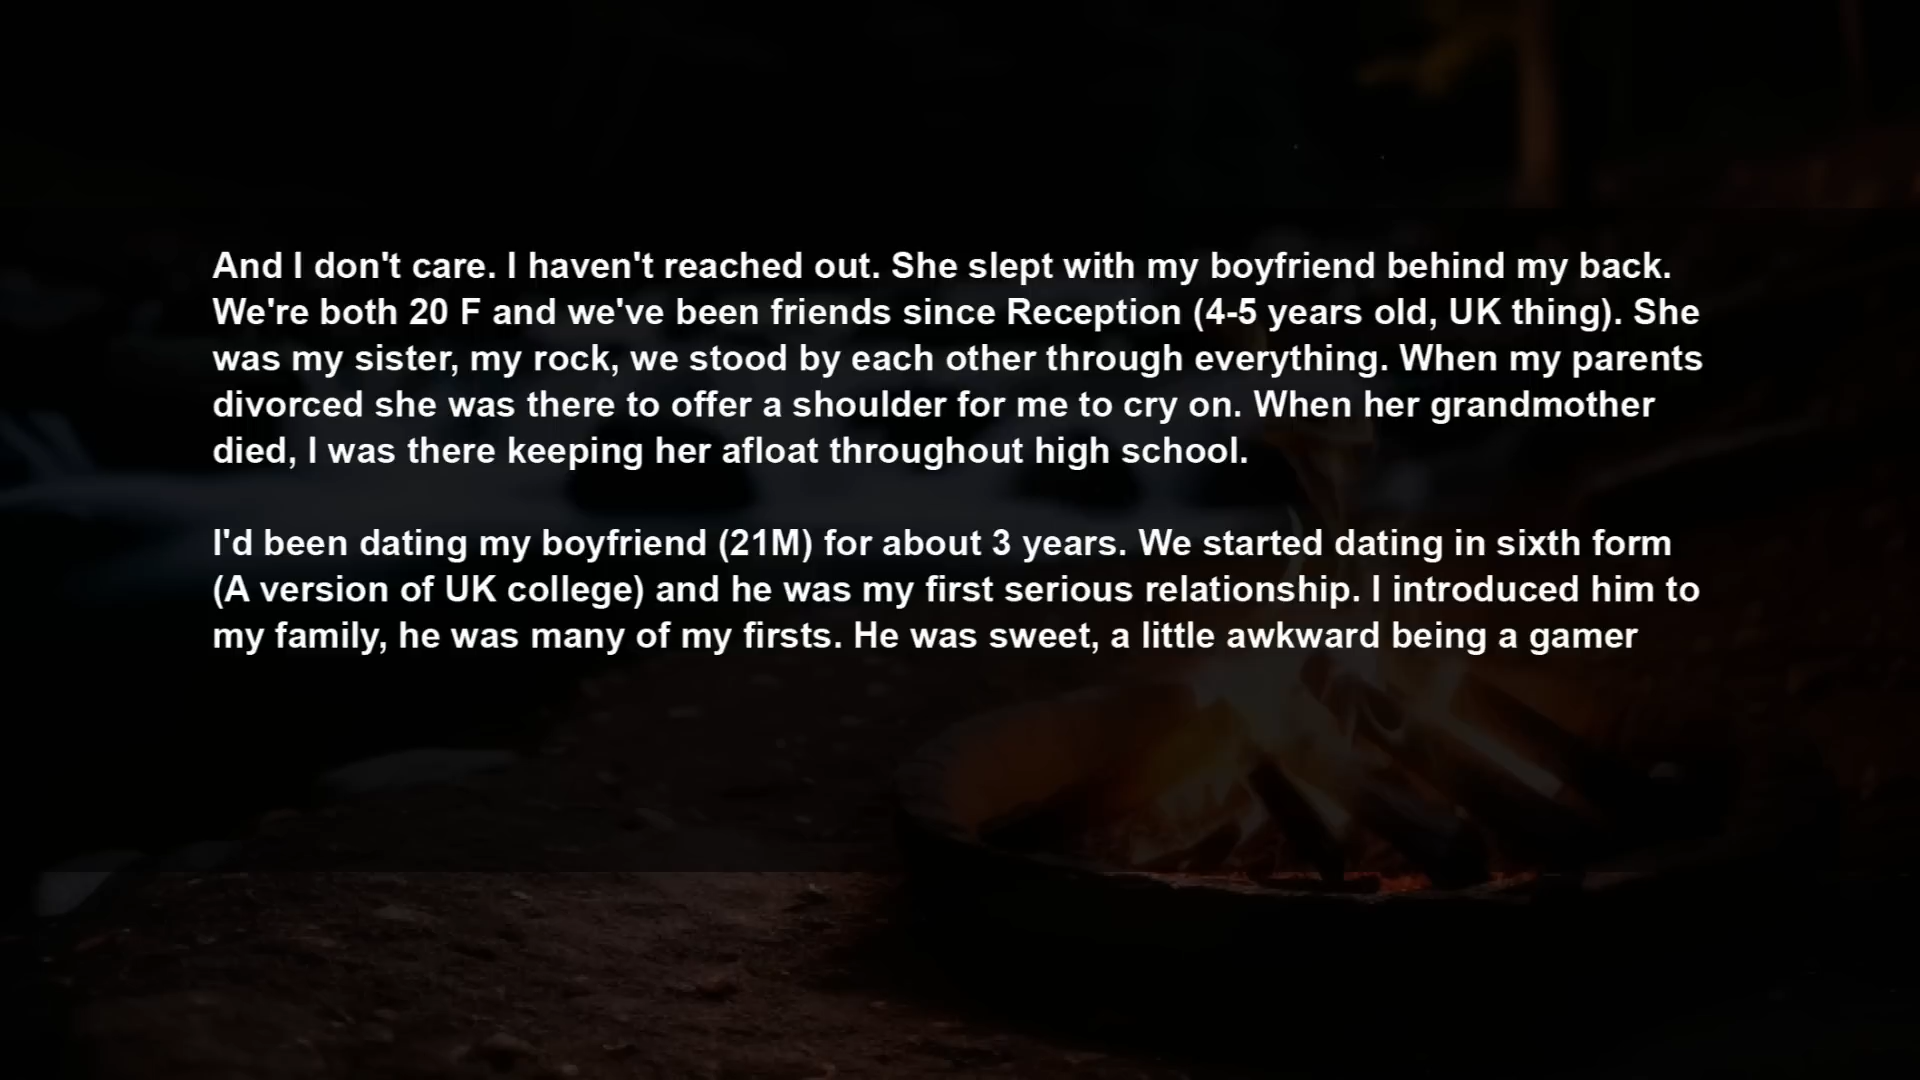 And I don't care. I haven't reached out. She slept with my boyfriend behind my back.
We're both 20 F and we've been friends since Reception (4-5 years old, UK thing). She
was my sister, my rock, we stood by each other through everything. When my parents
divorced she was there to offer a shoulder for me to cry on. When her grandmother
died, I was there keeping her afloat throughout high school.
I'd been dating my boyfriend (21M) for about 3 years. We started dating in sixth form
(A version of UK college) and he was my first serious relationship. I introduced him to
my family, he was many of my firsts. He was sweet, a little awkward being a gamer